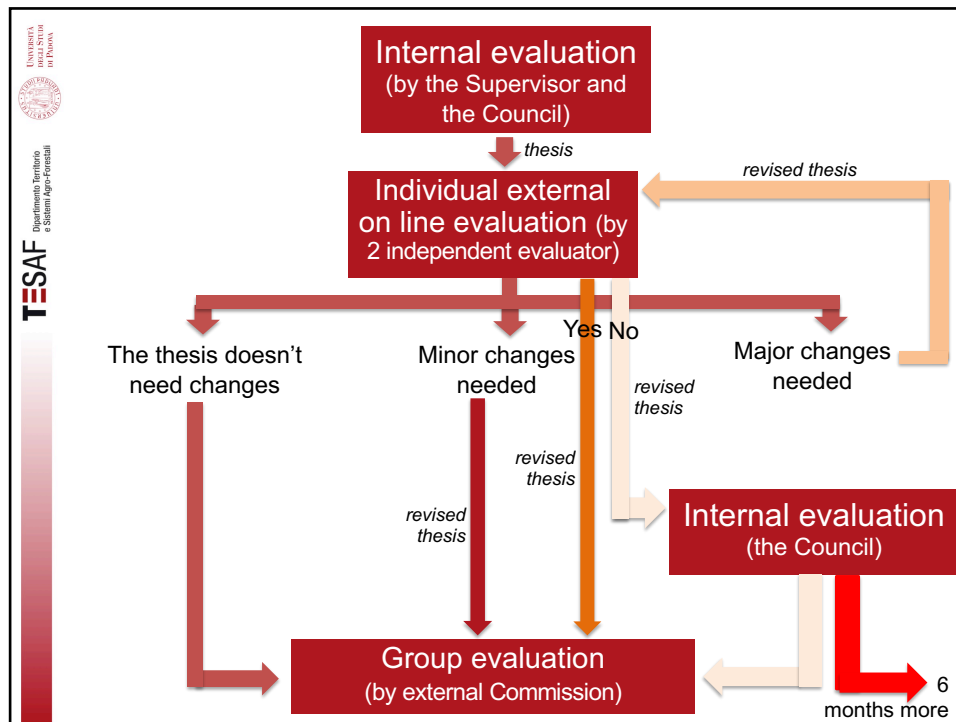 UNIVERSITÀ
DEGLI STUDI
DI PADOVA
TESAF
Dipartimento Territorio
e Sistemi Agro-Forestali
Internal evaluation
(by the Supervisor and
the Council)
thesis
Individual external
on line evaluation (by
2 independent evaluator)
revised thesis
Yes No
The thesis doesn't
need changes
Minor changes
needed
Major changes
needed
revised
thesis
revised
thesis
revised
thesis
Internal evaluation
(the Council)
Group evaluation
(by external Commission)
6
months more